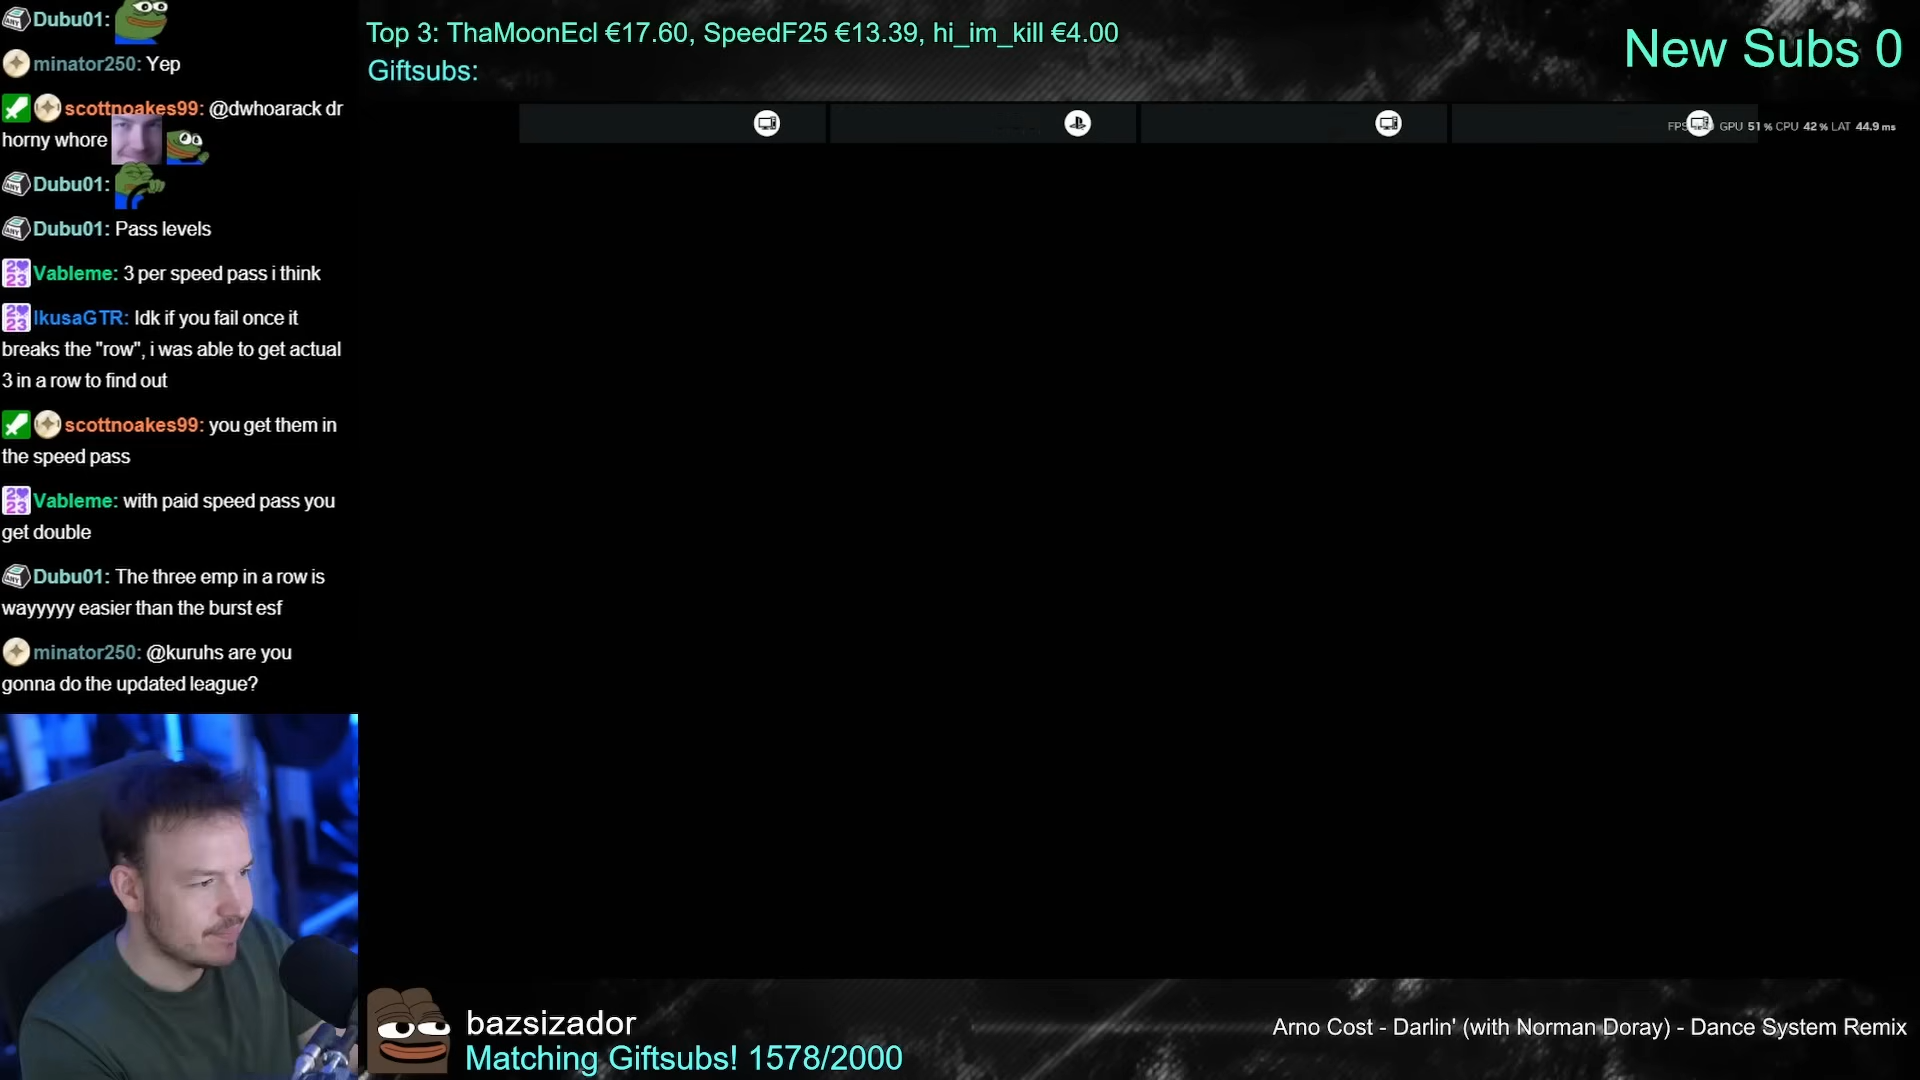 Dubu01:
minator250: Yep
scottnoakes99: @dwhoarack dr
horny whore
Dubu01:
Dubu01: Pass levels
Vableme: 3 per speed pass i think
IkusaGTR: Idk if you fail once it
breaks the "row", i was able to get actual
3 in a row to find out
scottnoakes99: you get them in
the speed pass
Vableme: with paid speed pass you
get double
Dubu01: The three emp in a row is
wayyyyy easier than the burst esf
minator250: @kuruhs are you
gonna do the updated league?
Top 3: ThaMoonEcl €17.60, SpeedF25 €13.39, hi_im_kill €4.00
Giftsubs:
New Subs 0
FPS GPU 51 % CPU 42 % LAT 44.9 ms
bazsizador
Matching Giftsubs! 1578/2000
Arno Cost - Darlin' (with Norman Doray) - Dance System Remix